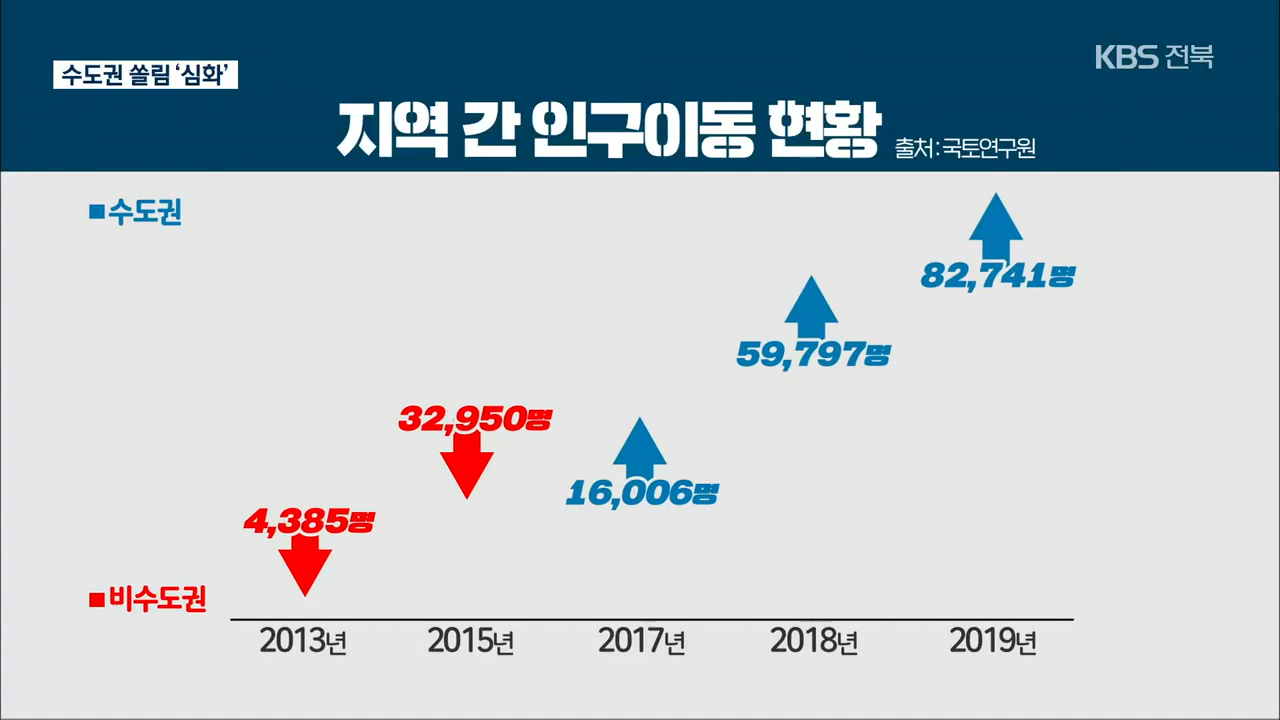 KBS 전북
수도권 쏠림 ‘심화’
지역 간 인구이동 현황 출처 : 국토연구원
■ 수도권
82,741명
59,797명
32,950명
16,006명
4,385명
■ 비수도권
2013년 2015년 2017년 2018년 2019년